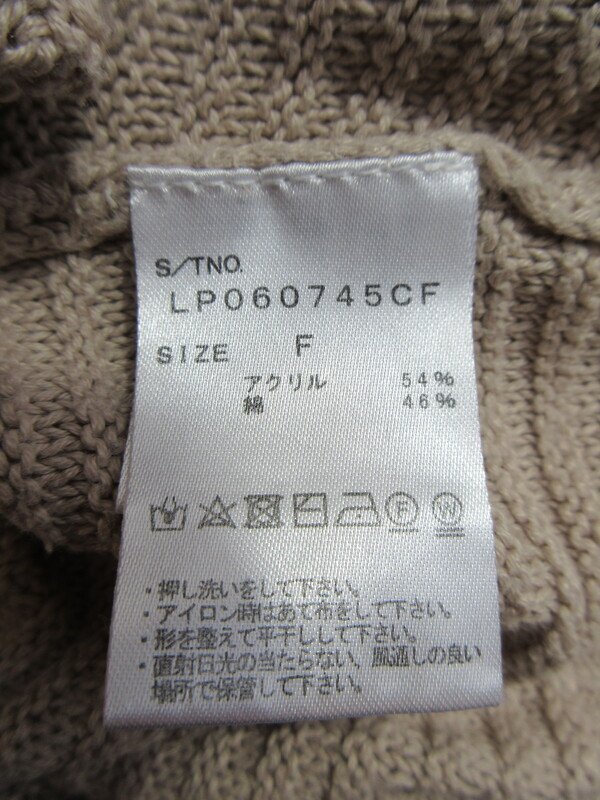 S/TNO.
LP060745CF
SIZE F
アクリル 54%
綿 46%
F W
・押し洗いをして下さい。
・アイロン時はあて布をして下さい。
・形を整えて平干しして下さい。
・直射日光の当たらない、風通しの良い
場所で保管して下さい。